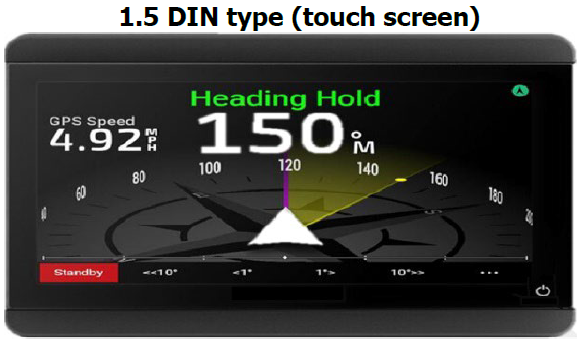 1.5 DIN type (touch screen)
Heading Hold
GPS Speed
4.92 MPH
150°M
60 80 100 120 140 160 180
Standby <<10° <1° 1°> 10°>> ...